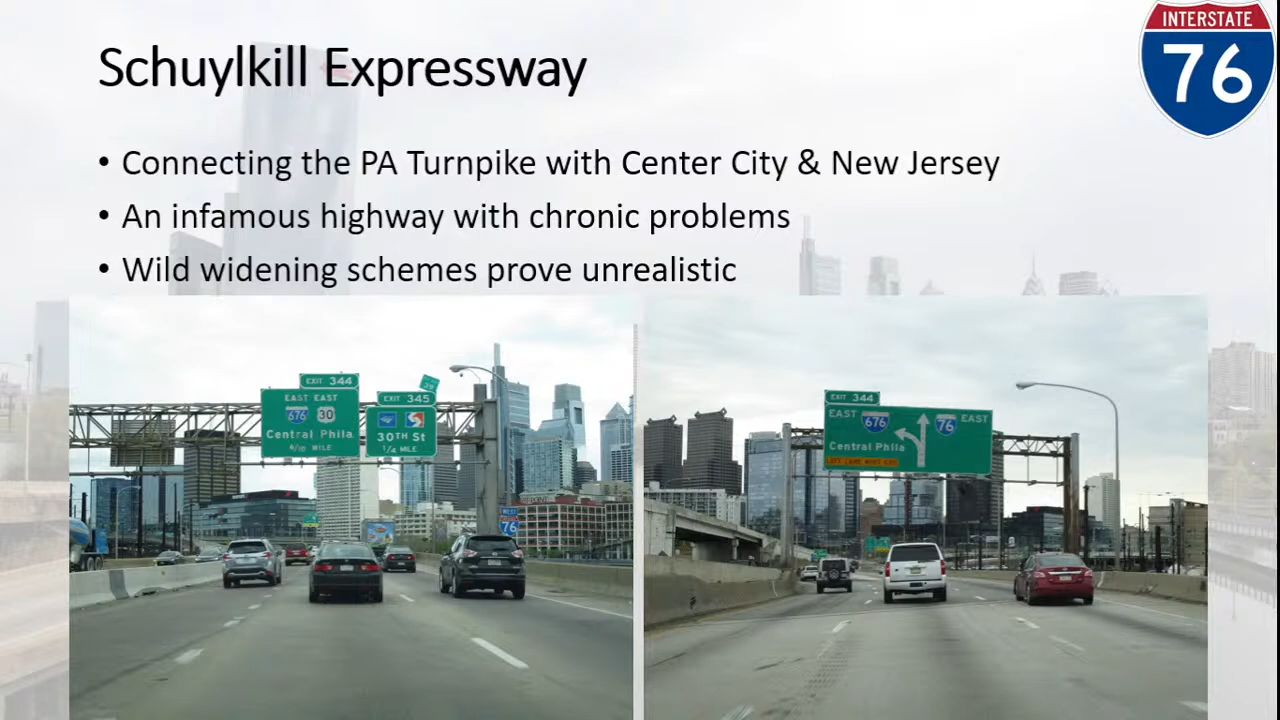 Schuylkill Expressway
INTERSTATE
76
• Connecting the PA Turnpike with Center City & New Jersey
• An infamous highway with chronic problems
• Wild widening schemes prove unrealistic
EXIT 344
EAST EAST
676 30
Central Phila
EXIT 345
30TH St
1/4 MILE
WEST
76
EXIT 344
EAST 676 76 EAST
Central Phila